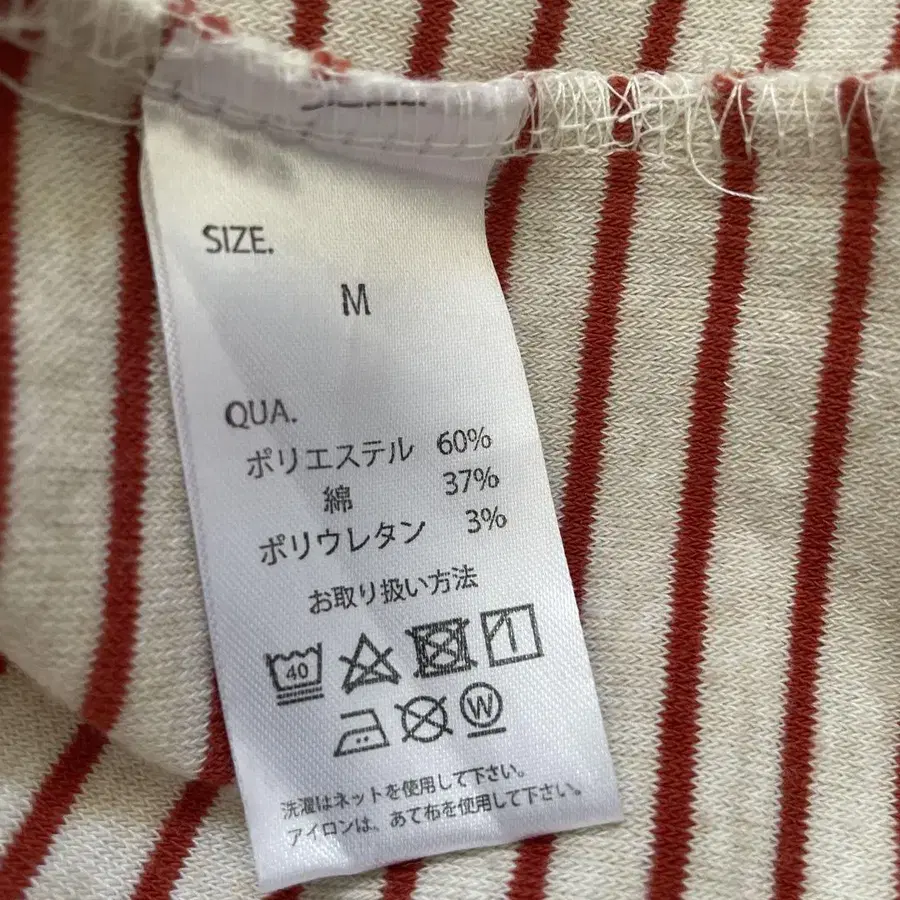 SIZE.
M
QUA.
ポリエステル 60%
綿 37%
ポリウレタン 3%
お取り扱い方法
40
W
洗濯はネットを使用して下さい。
アイロンは、あて布を使用して下さい。